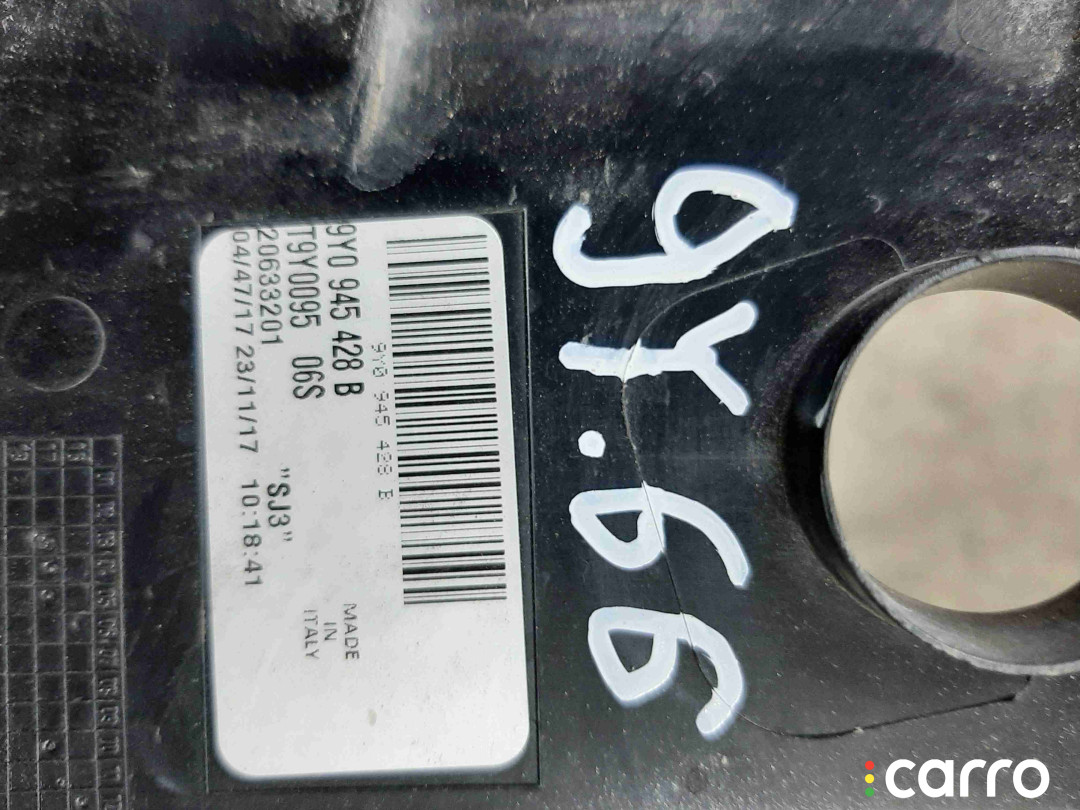 9Y0 945 428 B
9Y0 945 428 B
T9Y0095 06S
206333201 "SJ3"
04/47/17 23/11/17 10:18:41
MADE
IN
ITALY
9Y.66
carro